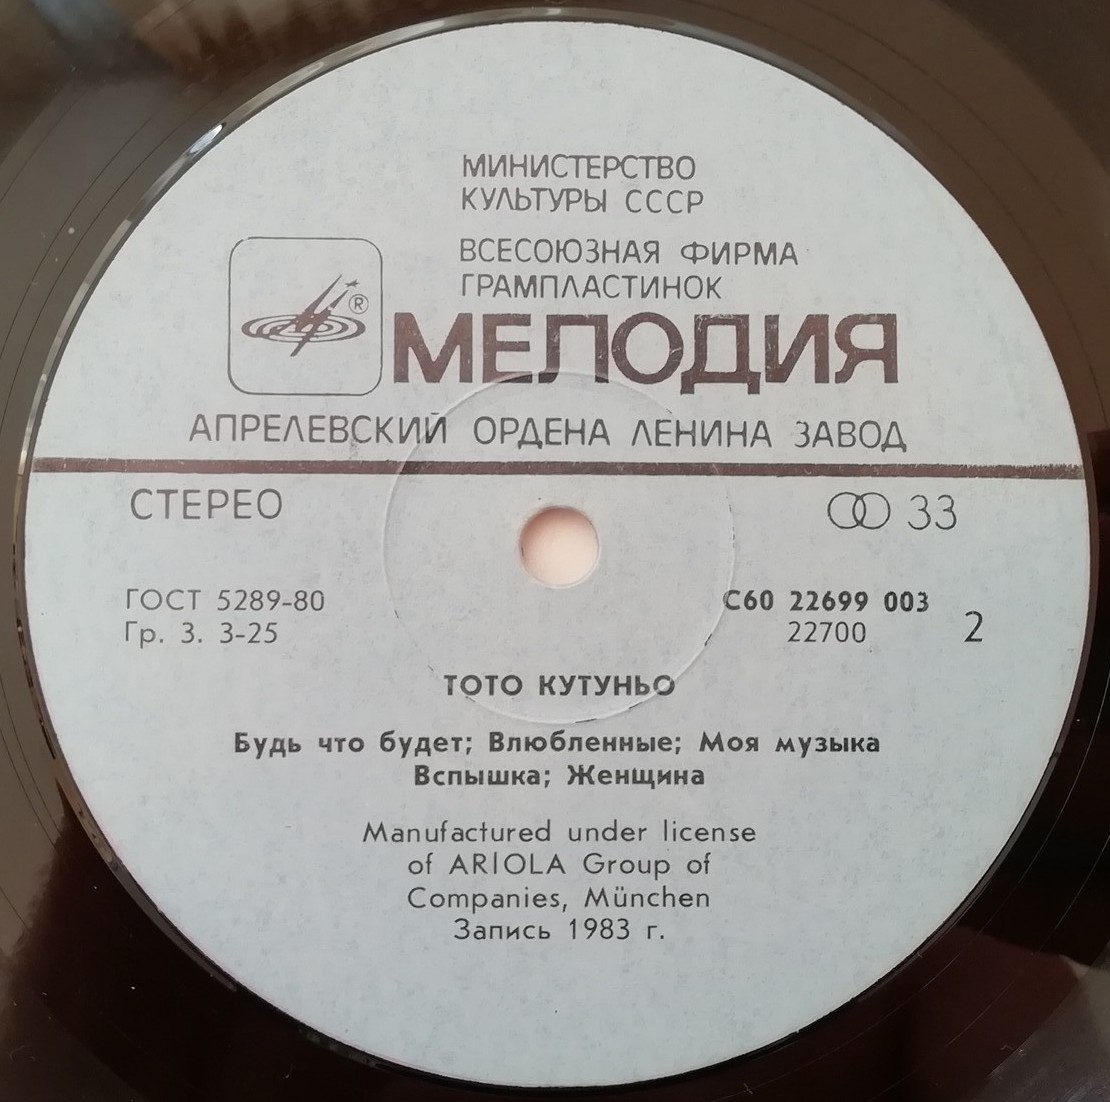 МИНИСТЕРСТВО
КУЛЬТУРЫ СССР
ВСЕСОЮЗНАЯ ФИРМА
ГРАМПЛАСТИНОК
®
МЕЛОДИЯ
АПРЕЛЕВСКИЙ ОРДЕНА ЛЕНИНА ЗАВОД
СТЕРЕО
33
ГОСТ 5289-80
Гр. 3. 3-25
С60 22699 003
22700
2
ТОТО КУТУНЬО
Будь что будет; Влюбленные; Моя музыка
Вспышка; Женщина
Manufactured under license
of ARIOLA Group of
Companies, München
Запись 1983 г.